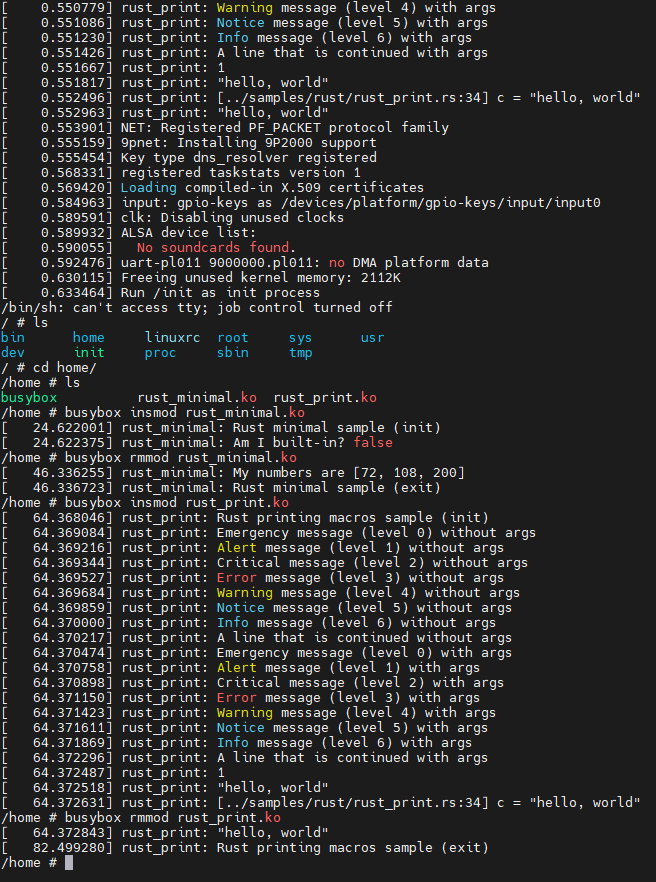 [    0.550779] rust_print: Warning message (level 4) with args
[    0.551086] rust_print: Notice message (level 5) with args
[    0.551230] rust_print: Info message (level 6) with args
[    0.551426] rust_print: A line that is continued with args
[    0.551667] rust_print: 1
[    0.551817] rust_print: "hello, world"
[    0.552496] rust_print: [../samples/rust/rust_print.rs:34] c = "hello, world"
[    0.552963] rust_print: "hello, world"
[    0.553901] NET: Registered PF_PACKET protocol family
[    0.555159] 9pnet: Installing 9P2000 support
[    0.555454] Key type dns_resolver registered
[    0.568331] registered taskstats version 1
[    0.569420] Loading compiled-in X.509 certificates
[    0.584963] input: gpio-keys as /devices/platform/gpio-keys/input/input0
[    0.589591] clk: Disabling unused clocks
[    0.589932] ALSA device list:
[    0.590055]   No soundcards found.
[    0.592476] uart-pl011 9000000.pl011: no DMA platform data
[    0.630115] Freeing unused kernel memory: 2112K
[    0.633464] Run /init as init process
/bin/sh: can't access tty; job control turned off
/ # ls
bin      home     linuxrc  root     sys      usr
dev      init     proc     sbin     tmp
/ # cd home/
/home # ls
busybox          rust_minimal.ko  rust_print.ko
/home # busybox insmod rust_minimal.ko
[   24.622001] rust_minimal: Rust minimal sample (init)
[   24.622375] rust_minimal: Am I built-in? false
/home # busybox rmmod rust_minimal.ko
[   46.336255] rust_minimal: My numbers are [72, 108, 200]
[   46.336723] rust_minimal: Rust minimal sample (exit)
/home # busybox insmod rust_print.ko
[   64.368046] rust_print: Rust printing macros sample (init)
[   64.369084] rust_print: Emergency message (level 0) without args
[   64.369216] rust_print: Alert message (level 1) without args
[   64.369344] rust_print: Critical message (level 2) without args
[   64.369527] rust_print: Error message (level 3) without args
[   64.369684] rust_print: Warning message (level 4) without args
[   64.369859] rust_print: Notice message (level 5) without args
[   64.370000] rust_print: Info message (level 6) without args
[   64.370217] rust_print: A line that is continued without args
[   64.370474] rust_print: Emergency message (level 0) with args
[   64.370758] rust_print: Alert message (level 1) with args
[   64.370898] rust_print: Critical message (level 2) with args
[   64.371150] rust_print: Error message (level 3) with args
[   64.371423] rust_print: Warning message (level 4) with args
[   64.371611] rust_print: Notice message (level 5) with args
[   64.371869] rust_print: Info message (level 6) with args
[   64.372296] rust_print: A line that is continued with args
[   64.372487] rust_print: 1
[   64.372518] rust_print: "hello, world"
[   64.372631] rust_print: [../samples/rust/rust_print.rs:34] c = "hello, world"
/home # busybox rmmod rust_print.ko
[   64.372843] rust_print: "hello, world"
[   82.499280] rust_print: Rust printing macros sample (exit)
/home #